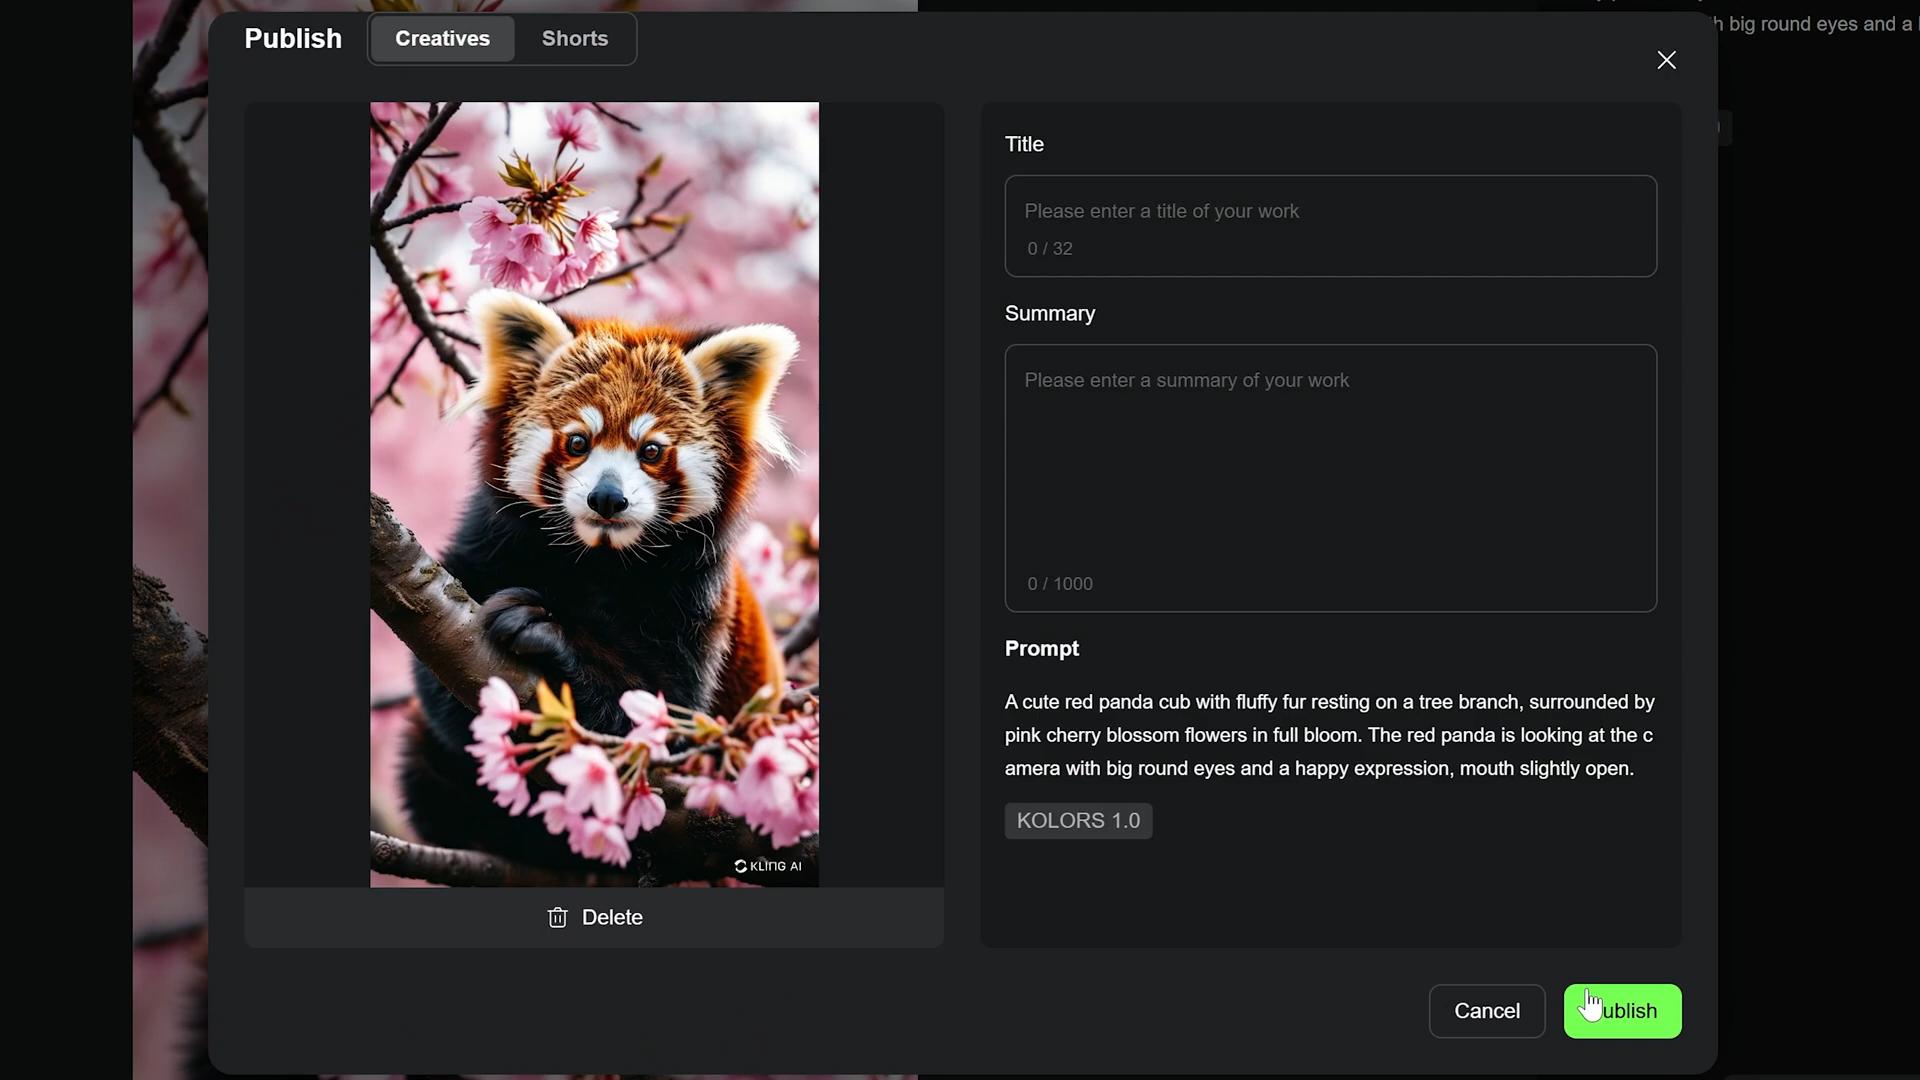 Publish
Creatives
Shorts
h big round eyes and a
Title
Please enter a title of your work
0 / 32
Summary
Please enter a summary of your work
0 / 1000
Prompt
A cute red panda cub with fluffy fur resting on a tree branch, surrounded by
pink cherry blossom flowers in full bloom. The red panda is looking at the c
amera with big round eyes and a happy expression, mouth slightly open.
KOLORS 1.0
KLING AI
Delete
Cancel
ublish